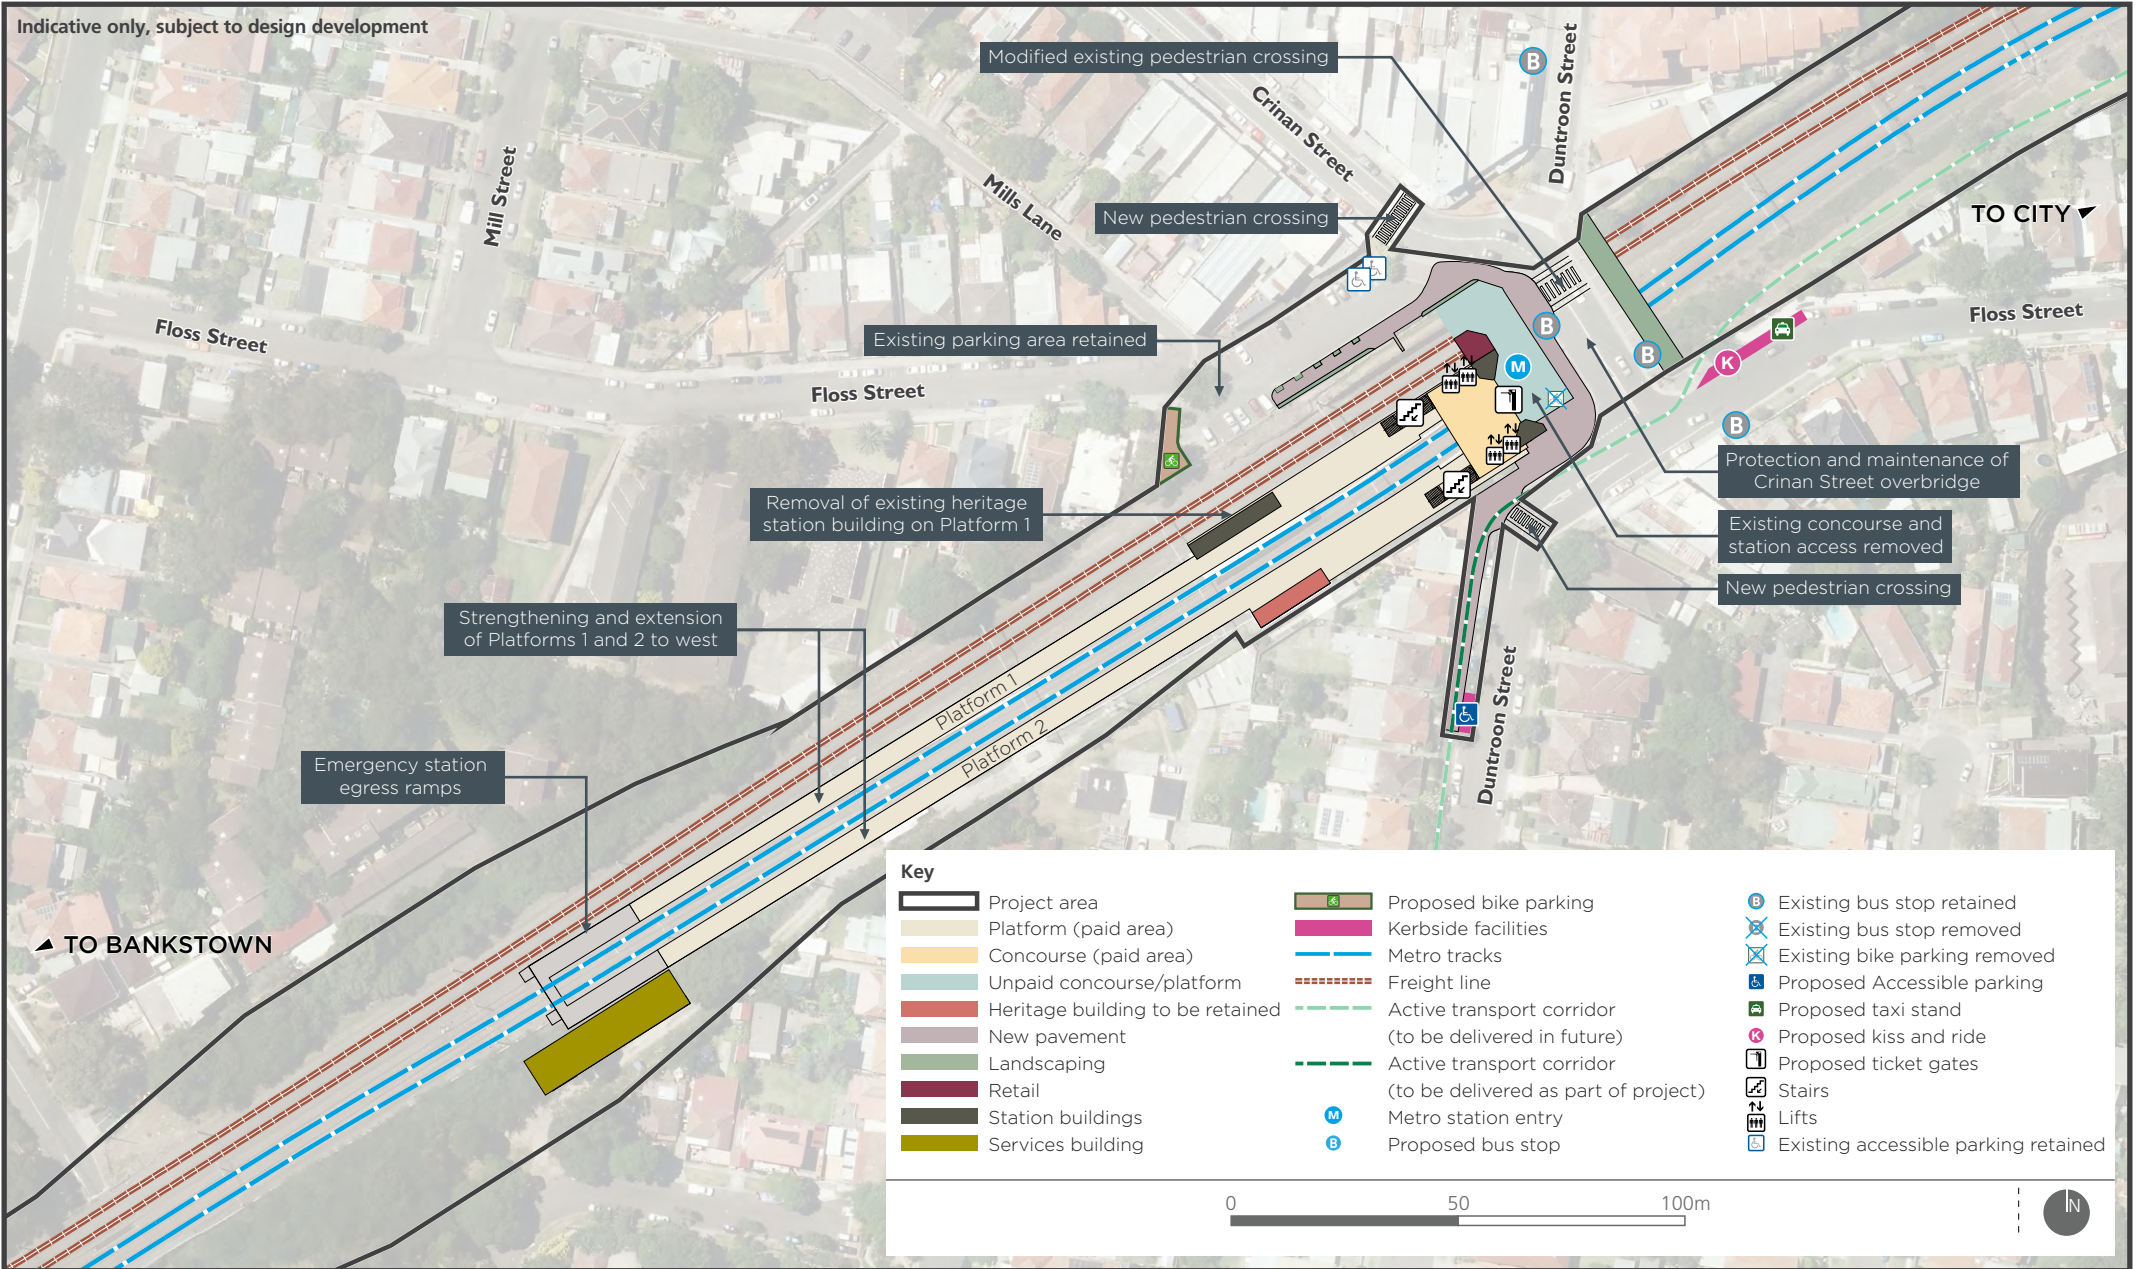 Indicative only, subject to design development
Modified existing pedestrian crossing
B
Duntroon Street
Crinan Street
Mill Street
Mills Lane
New pedestrian crossing
TO CITY
Floss Street
Floss Street
Floss Street
Existing parking area retained
B
B
K
M
B
Protection and maintenance of
Crinan Street overbridge
Removal of existing heritage
station building on Platform 1
Existing concourse and
station access removed
New pedestrian crossing
Strengthening and extension
of Platforms 1 and 2 to west
Platform 1
Platform 2
Duntroon Street
Emergency station
egress ramps
TO BANKSTOWN
Key
Project area
Platform (paid area)
Concourse (paid area)
Unpaid concourse/platform
Heritage building to be retained
New pavement
Landscaping
Retail
Station buildings
Services building
Proposed bike parking
Kerbside facilities
Metro tracks
Freight line
Active transport corridor
(to be delivered in future)
Active transport corridor
(to be delivered as part of project)
M Metro station entry
B Proposed bus stop
B Existing bus stop retained
B Existing bus stop removed
Existing bike parking removed
Proposed Accessible parking
Proposed taxi stand
K Proposed kiss and ride
Proposed ticket gates
Stairs
Lifts
Existing accessible parking retained
0 50 100m
N